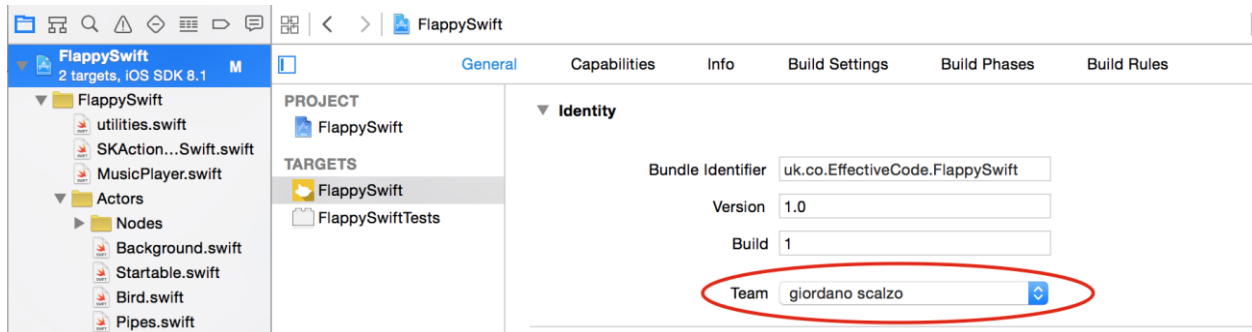 FlappySwift
FlappySwift
2 targets, iOS SDK 8.1
M
FlappySwift
utilities.swift
SKAction...Swift.swift
MusicPlayer.swift
Actors
Nodes
Background.swift
Startable.swift
Bird.swift
Pipes.swift
General Capabilities Info Build Settings Build Phases Build Rules
PROJECT
FlappySwift
TARGETS
FlappySwift
FlappySwiftTests
Identity
Bundle Identifier uk.co.EffectiveCode.FlappySwift
Version 1.0
Build 1
Team giordano scalzo